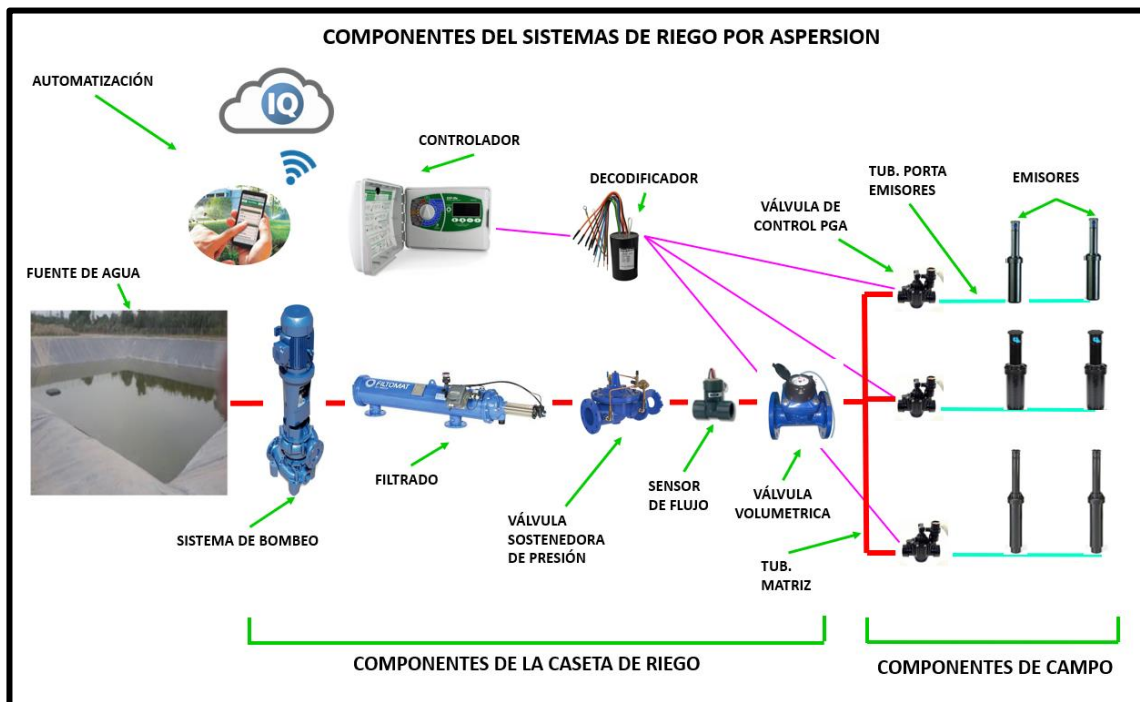 COMPONENTES DEL SISTEMAS DE RIEGO POR ASPERSION
AUTOMATIZACIÓN
IQ
CONTROLADOR
DECODIFICADOR
TUB. PORTA
EMISORES
EMISORES
VÁLVULA DE
CONTROL PGA
FUENTE DE AGUA
FILTOMAT
FILTRADO
SENSOR
DE FLUJO
VÁLVULA
VOLUMETRICA
SISTEMA DE BOMBEO
VÁLVULA
SOSTENEDORA
DE PRESIÓN
TUB.
MATRIZ
COMPONENTES DE LA CASETA DE RIEGO
COMPONENTES DE CAMPO